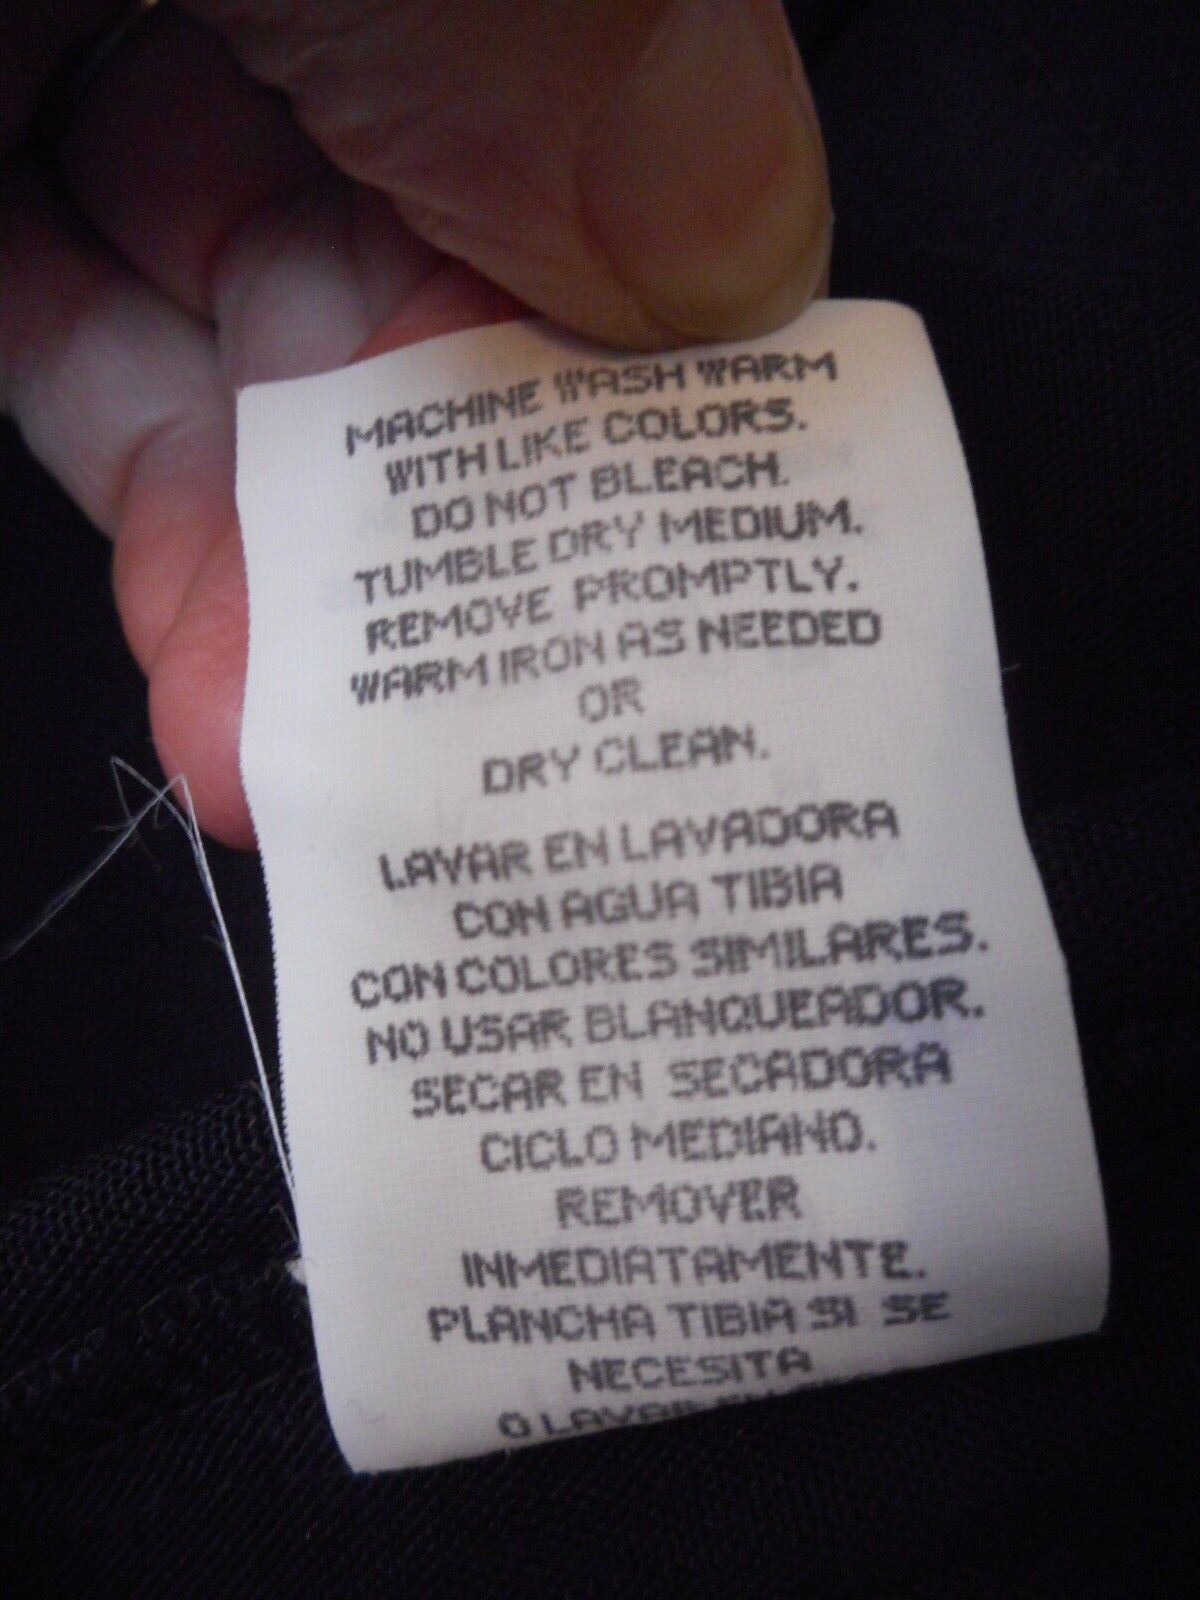 MACHINE WASH WARM
WITH LIKE COLORS.
DO NOT BLEACH.
TUMBLE DRY MEDIUM.
REMOVE PROMPTLY.
WARM IRON AS NEEDED
OR
DRY CLEAN.
LAVAR EN LAVADORA
CON AGUA TIBIA
CON COLORES SIMILARES.
NO USAR BLANQUEADOR.
SECAR EN SECADORA
CICLO MEDIANO.
REMOVER
INMEDIATAMENTE.
PLANCHA TIBIA SI SE
NECESITA
O LAVAR